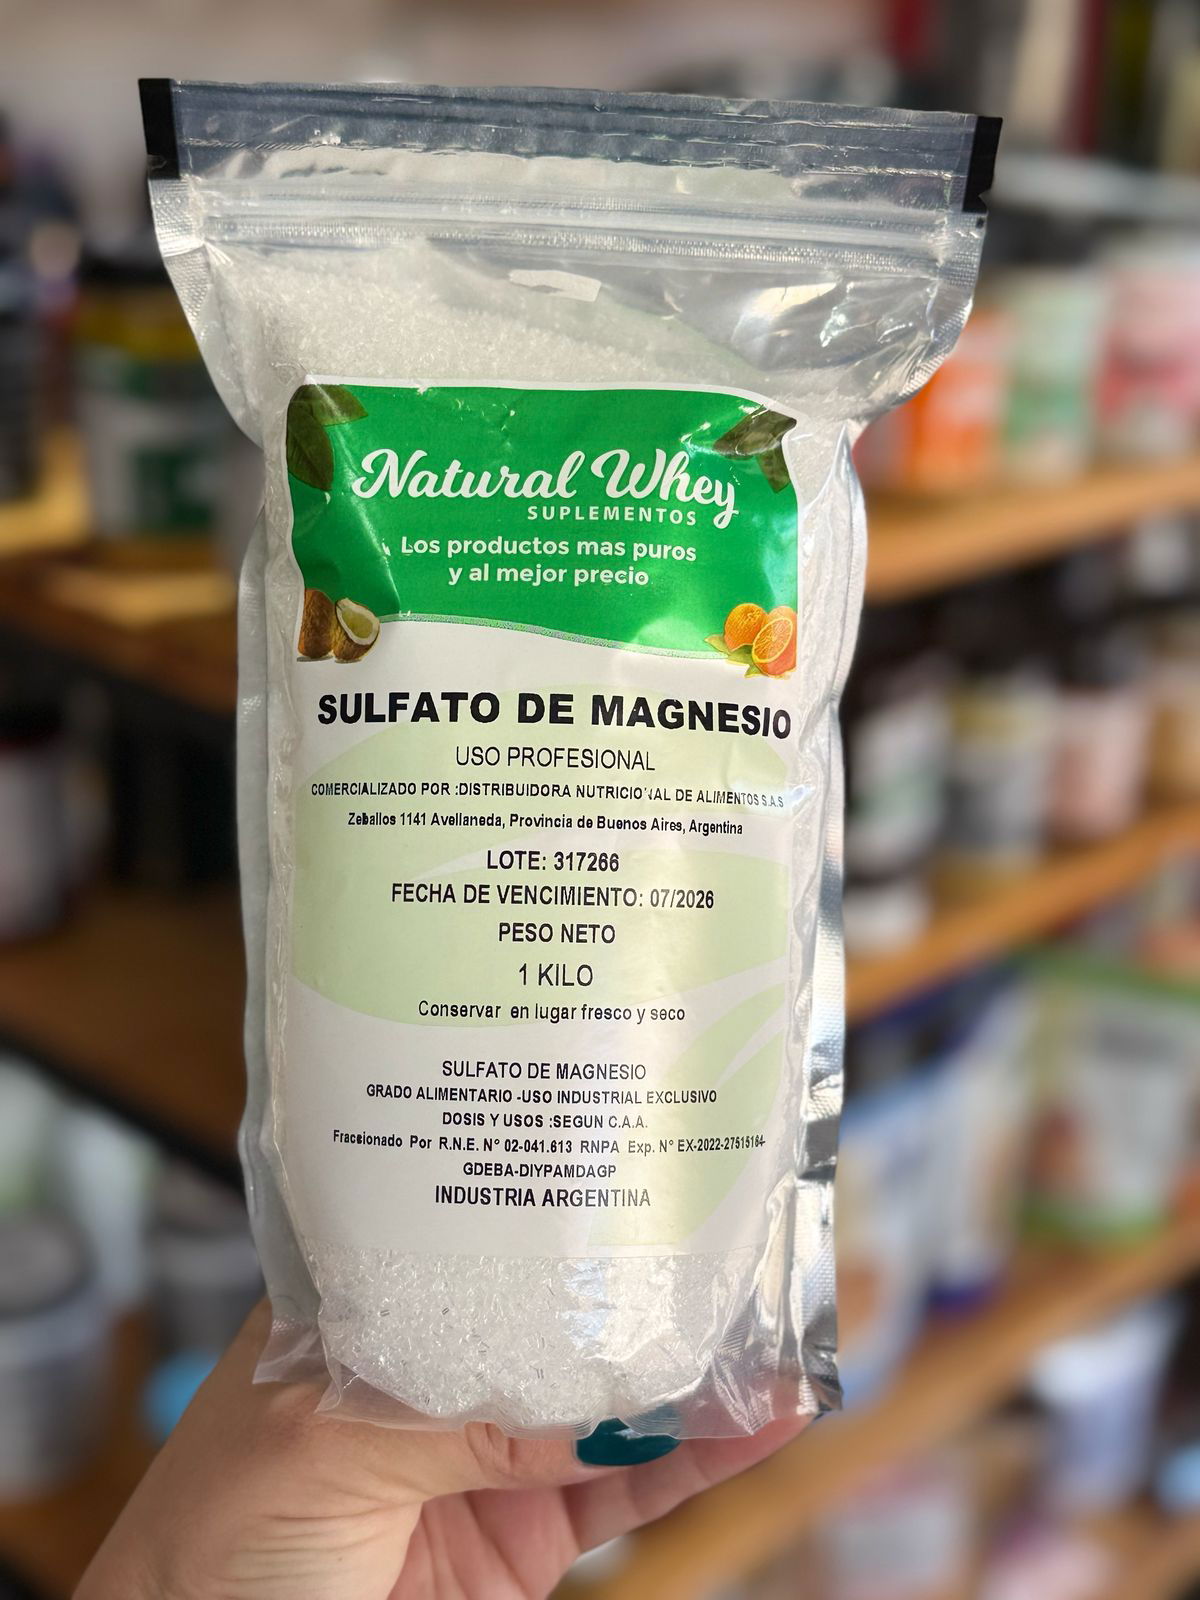 Natural Whey
SUPLEMENTOS
Los productos mas puros
y al mejor precio
SULFATO DE MAGNESIO
USO PROFESIONAL
COMERCIALIZADO POR :DISTRIBUIDORA NUTRICIONAL DE ALIMENTOS S.A.S
Zeballos 1141 Avellaneda, Provincia de Buenos Aires, Argentina
LOTE: 317266
FECHA DE VENCIMIENTO: 07/2026
PESO NETO
1 KILO
Conservar en lugar fresco y seco
SULFATO DE MAGNESIO
GRADO ALIMENTARIO -USO INDUSTRIAL EXCLUSIVO
DOSIS Y USOS :SEGUN C.A.A.
Fraccionado Por R.N.E. N° 02-041.613 RNPA Exp. N° EX-2022-27515164-
GDEBA-DIYPAMDAGP
INDUSTRIA ARGENTINA